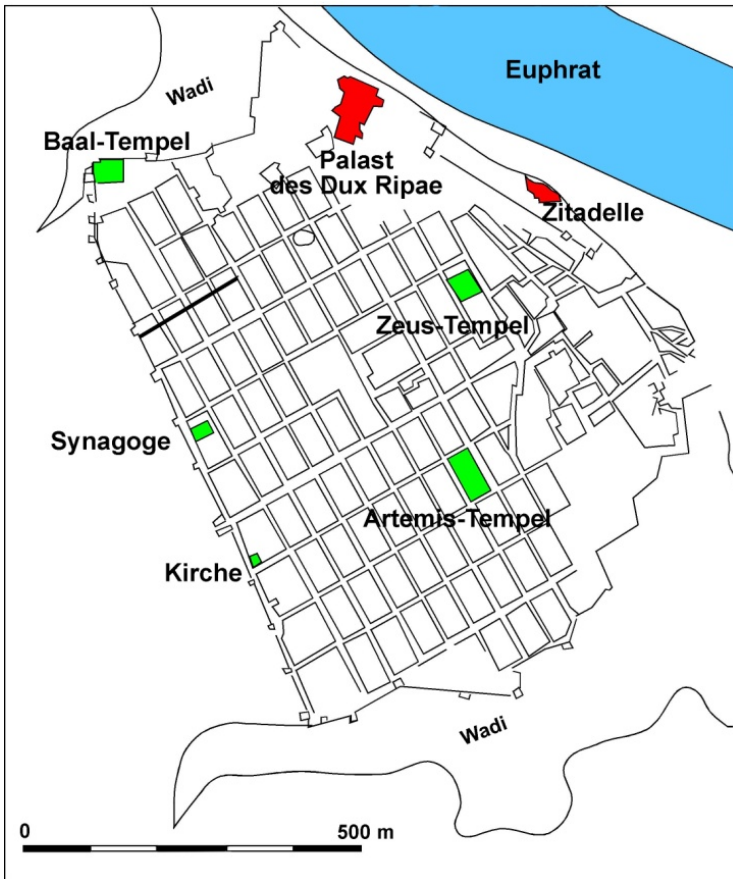 Euphrat
Wadi
Baal-Tempel
Palast
des Dux Ripae
Zitadelle
Zeus-Tempel
Synagoge
Artemis-Tempel
Kirche
Wadi
0 500 m